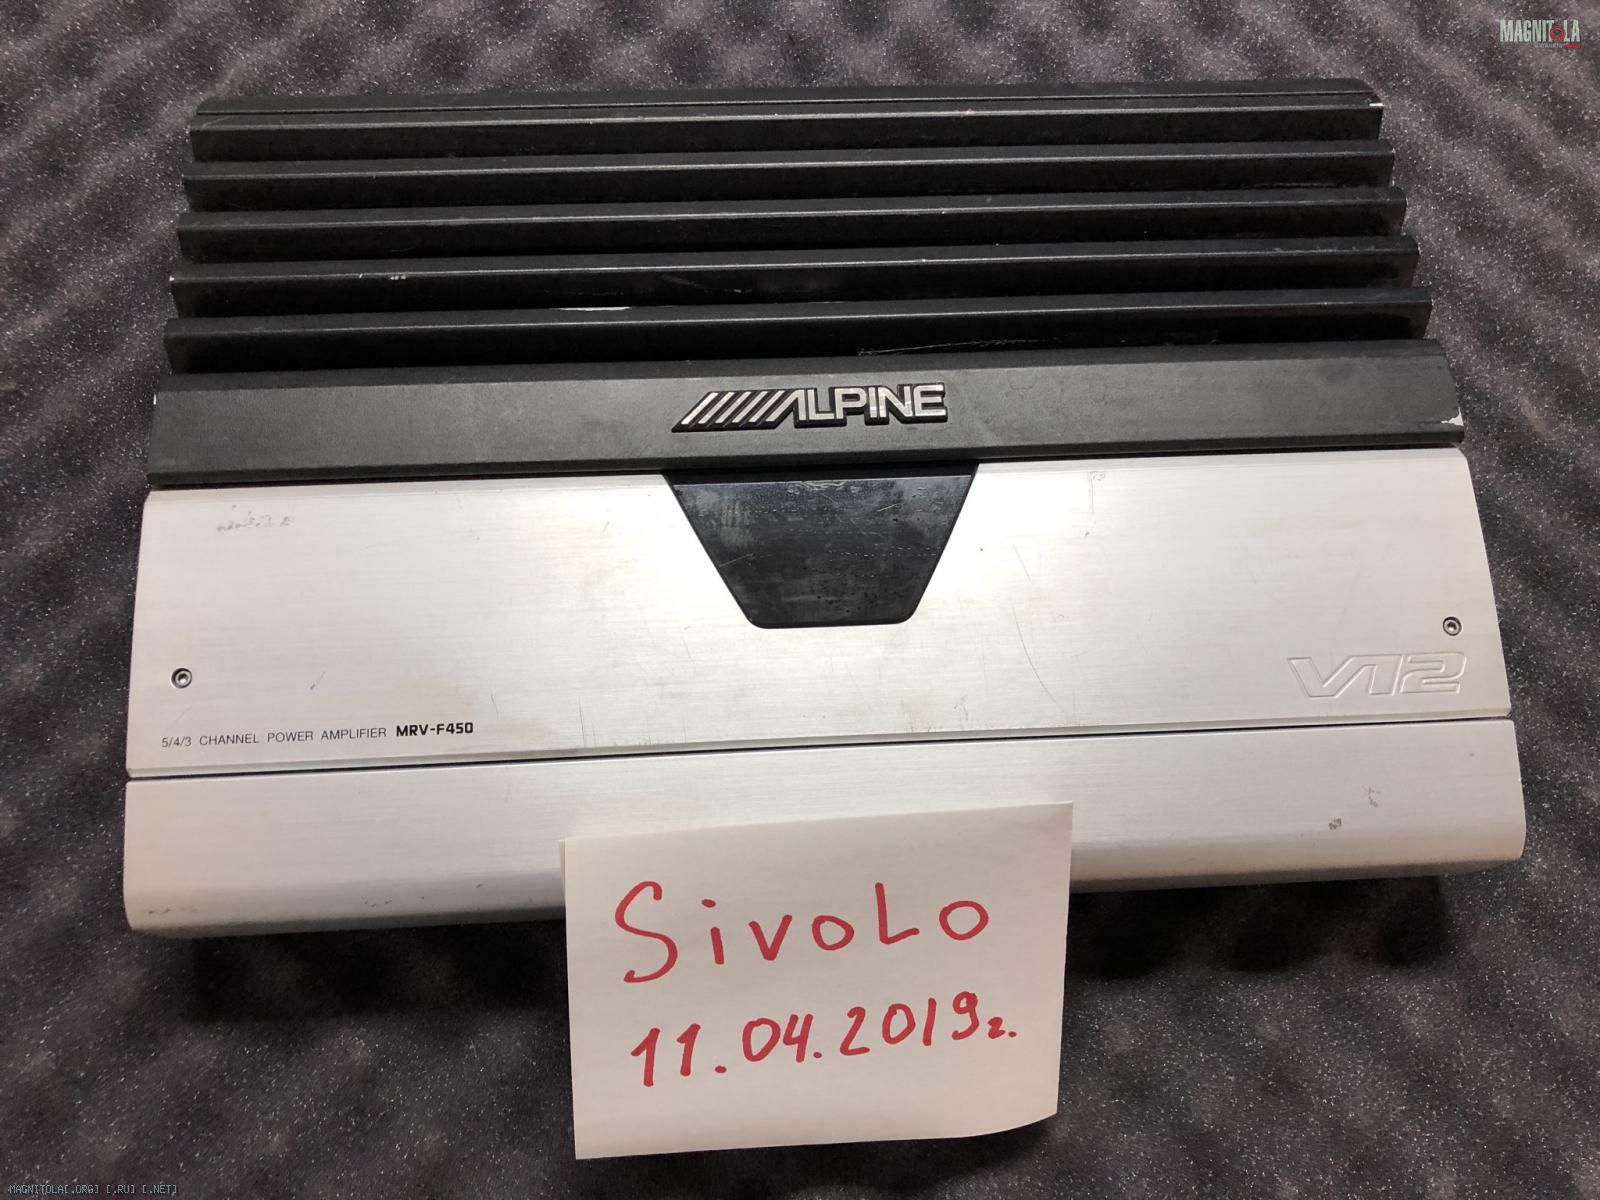 MAGNITOLA
ALPINE
V12
5/4/3 CHANNEL POWER AMPLIFIER MRV-F450
SivoLo
11.04.2019г.
MAGNITOLA[.ORG] [.RU] [.NET]